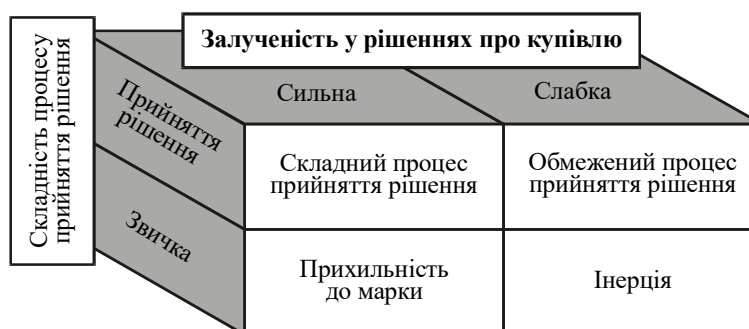 Залученість у рішеннях про купівлю
Складність процесу
прийняття рішення
Сильна
Слабка
Прийняття
рішення
Складний процес
прийняття рішення
Обмежений процес
прийняття рішення
Звичка
Прихильність
до марки
Інерція